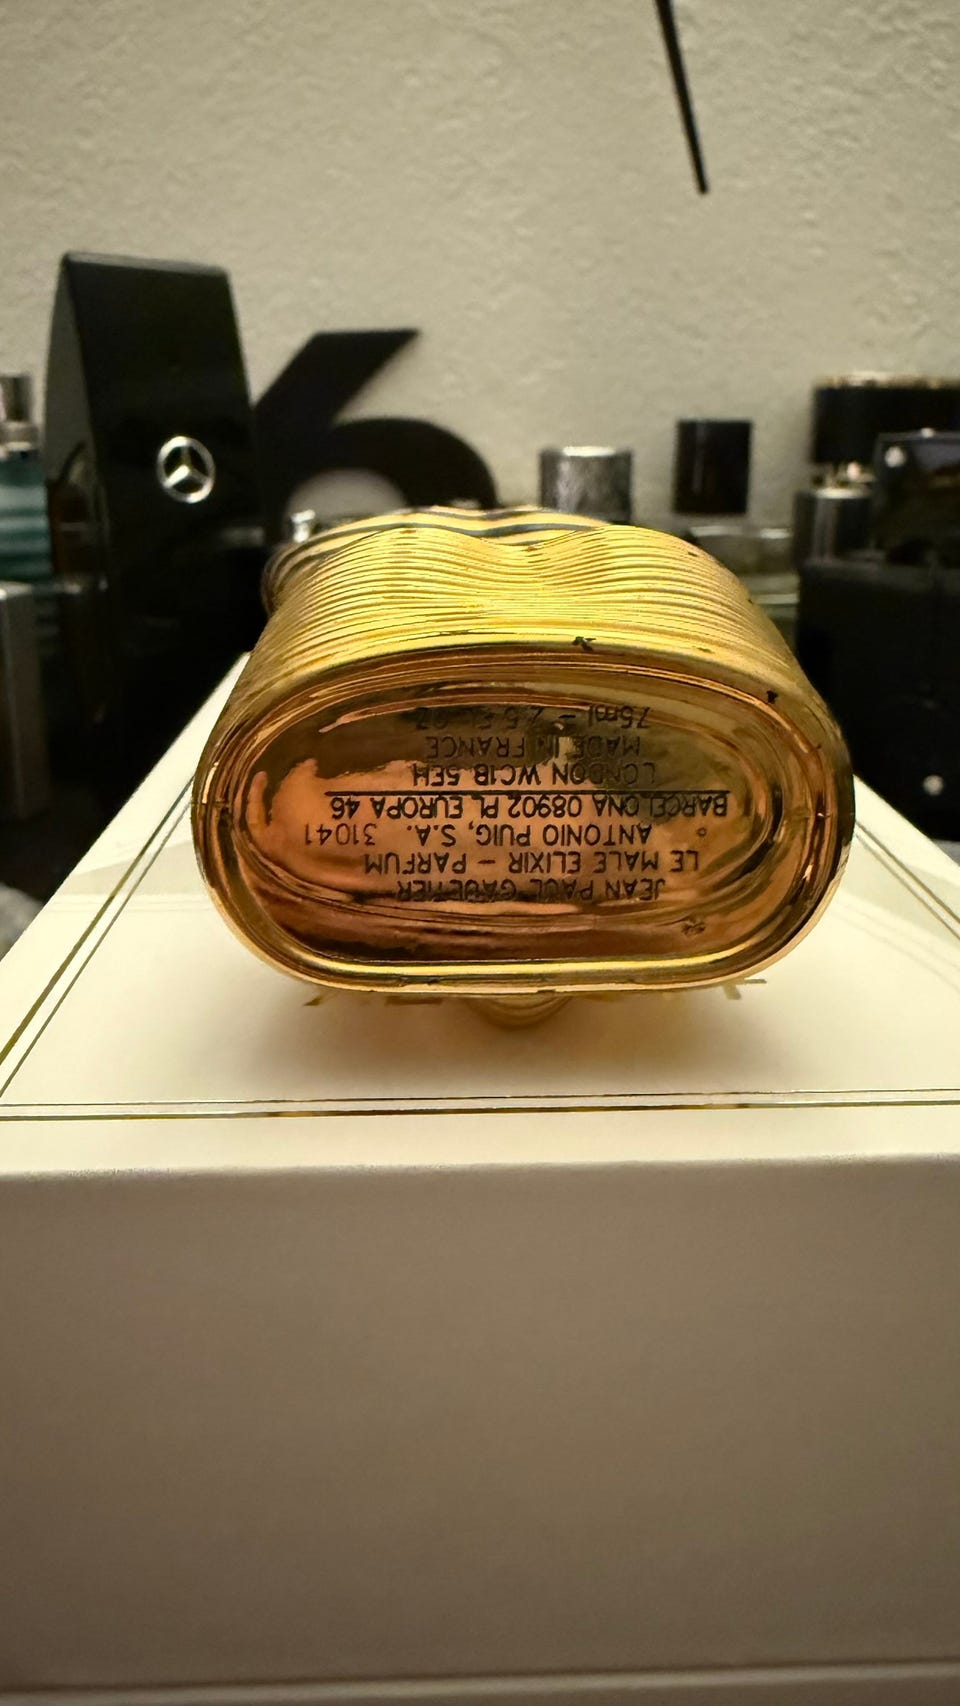 JEAN PAUL GAULTIER
LE MALE ELIXIR – PARFUM
ANTONIO PUIG, S.A. 31041
BARCELONA 08902 PL EUROPA 46
LONDON WC1B 5EH
MADE IN FRANCE
75ml – 2.5 FL.OZ
6